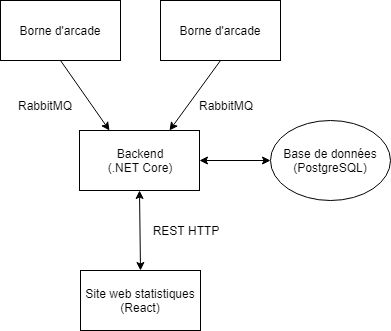 Borne d'arcade
Borne d'arcade
RabbitMQ
RabbitMQ
Backend
(.NET Core)
Base de données
(PostgreSQL)
REST HTTP
Site web statistiques
(React)